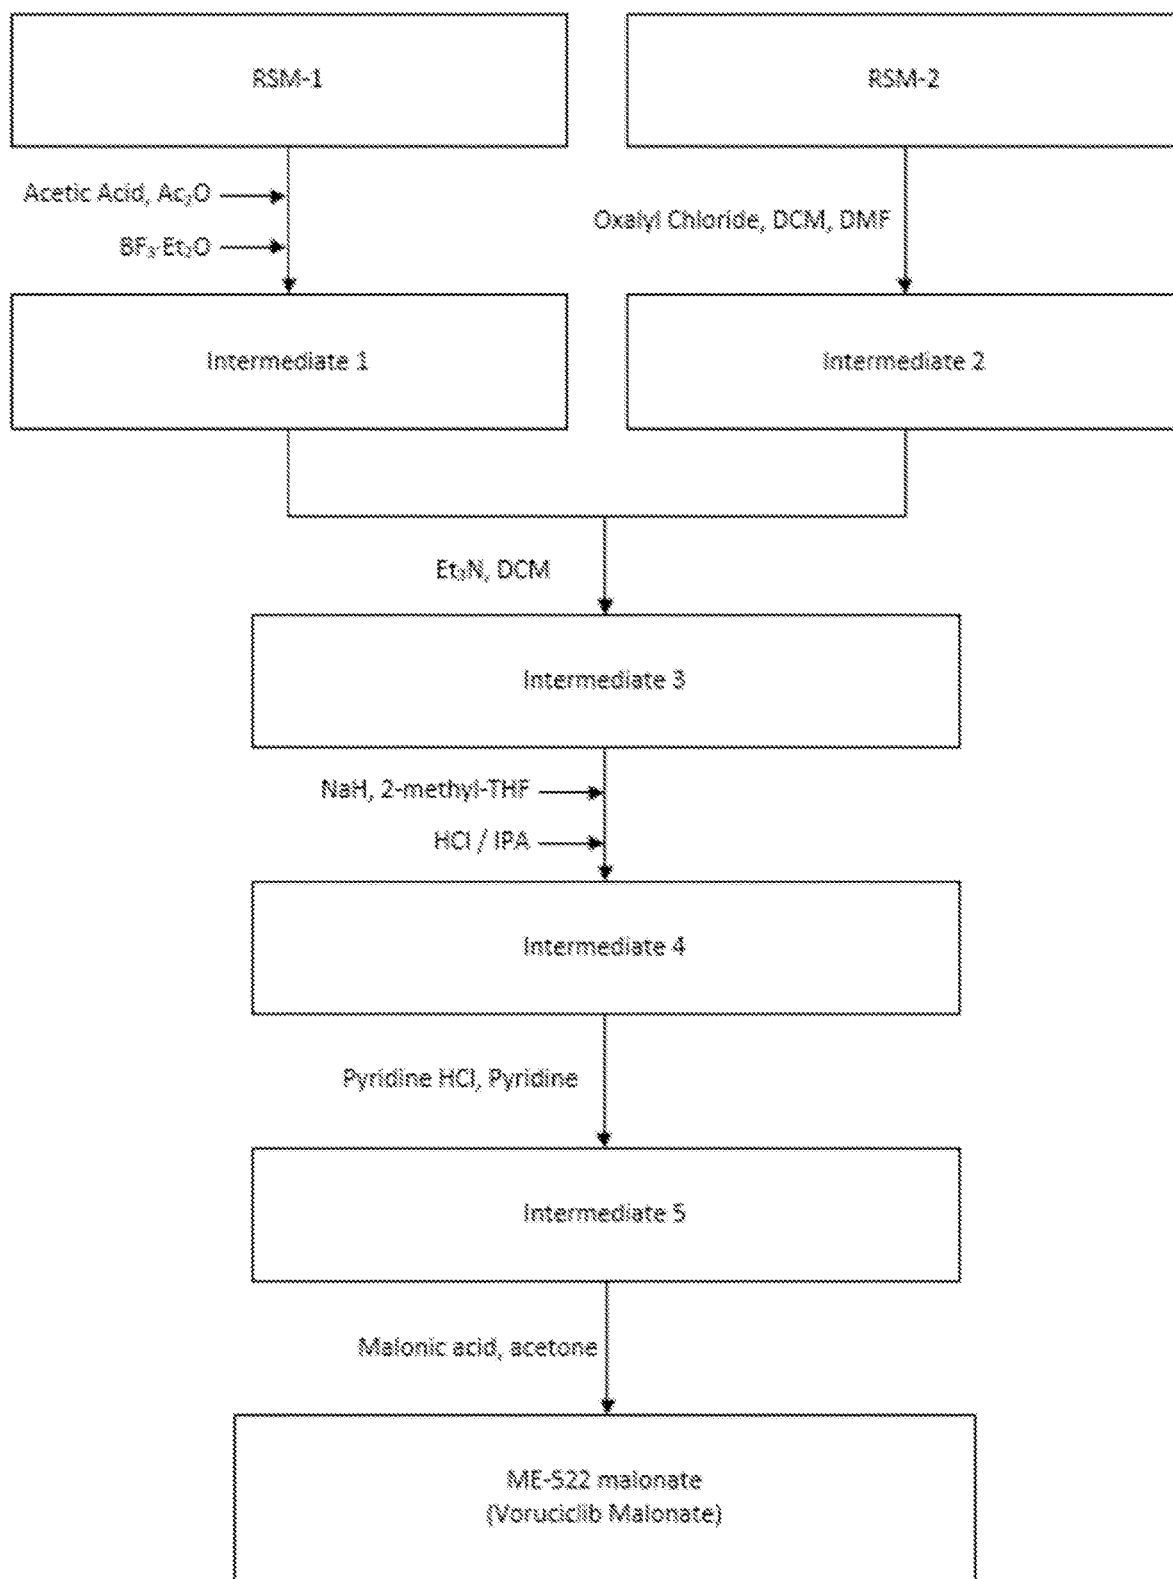 RSM-1
RSM-2
Acetic Acid, Ac₂O
BF₃·Et₂O
Oxalyl Chloride, DCM, DMF
Intermediate 1
Intermediate 2
Et₃N, DCM
Intermediate 3
NaH, 2-methyl-THF
HCl / IPA
Intermediate 4
Pyridine HCl, Pyridine
Intermediate 5
Malonic acid, acetone
ME-522 malonate
(Voruciclib Malonate)